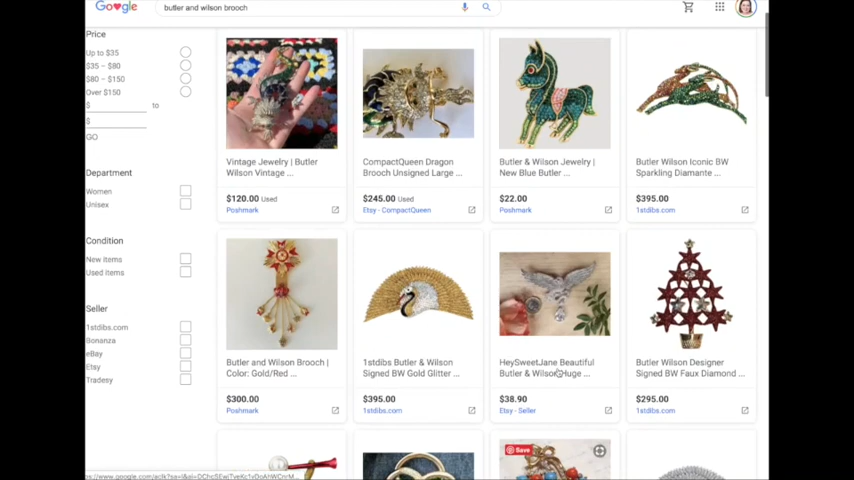 Google
butler and wilson brooch
Price
Up to $35
$35 – $80
$80 – $150
Over $150
$ to
$
GO
Department
Women
Unisex
Condition
New items
Used items
Seller
1stdibs.com
Bonanza
eBay
Etsy
Tradesy
Vintage Jewelry | Butler
Wilson Vintage ...
$120.00 Used
Poshmark
CompactQueen Dragon
Brooch Unsigned Large ...
$245.00 Used
Etsy - CompactQueen
Butler & Wilson Jewelry |
New Blue Butler ...
$22.00
Poshmark
Butler Wilson Iconic BW
Sparkling Diamante ...
$395.00
1stdibs.com
Butler and Wilson Brooch |
Color: Gold/Red ...
$300.00
Poshmark
1stdibs Butler & Wilson
Signed BW Gold Glitter ...
$395.00
1stdibs.com
HeySweetJane Beautiful
Butler & Wilson Huge ...
$38.90
Etsy - Seller
Butler Wilson Designer
Signed BW Faux Diamond ...
$295.00
1stdibs.com
Save